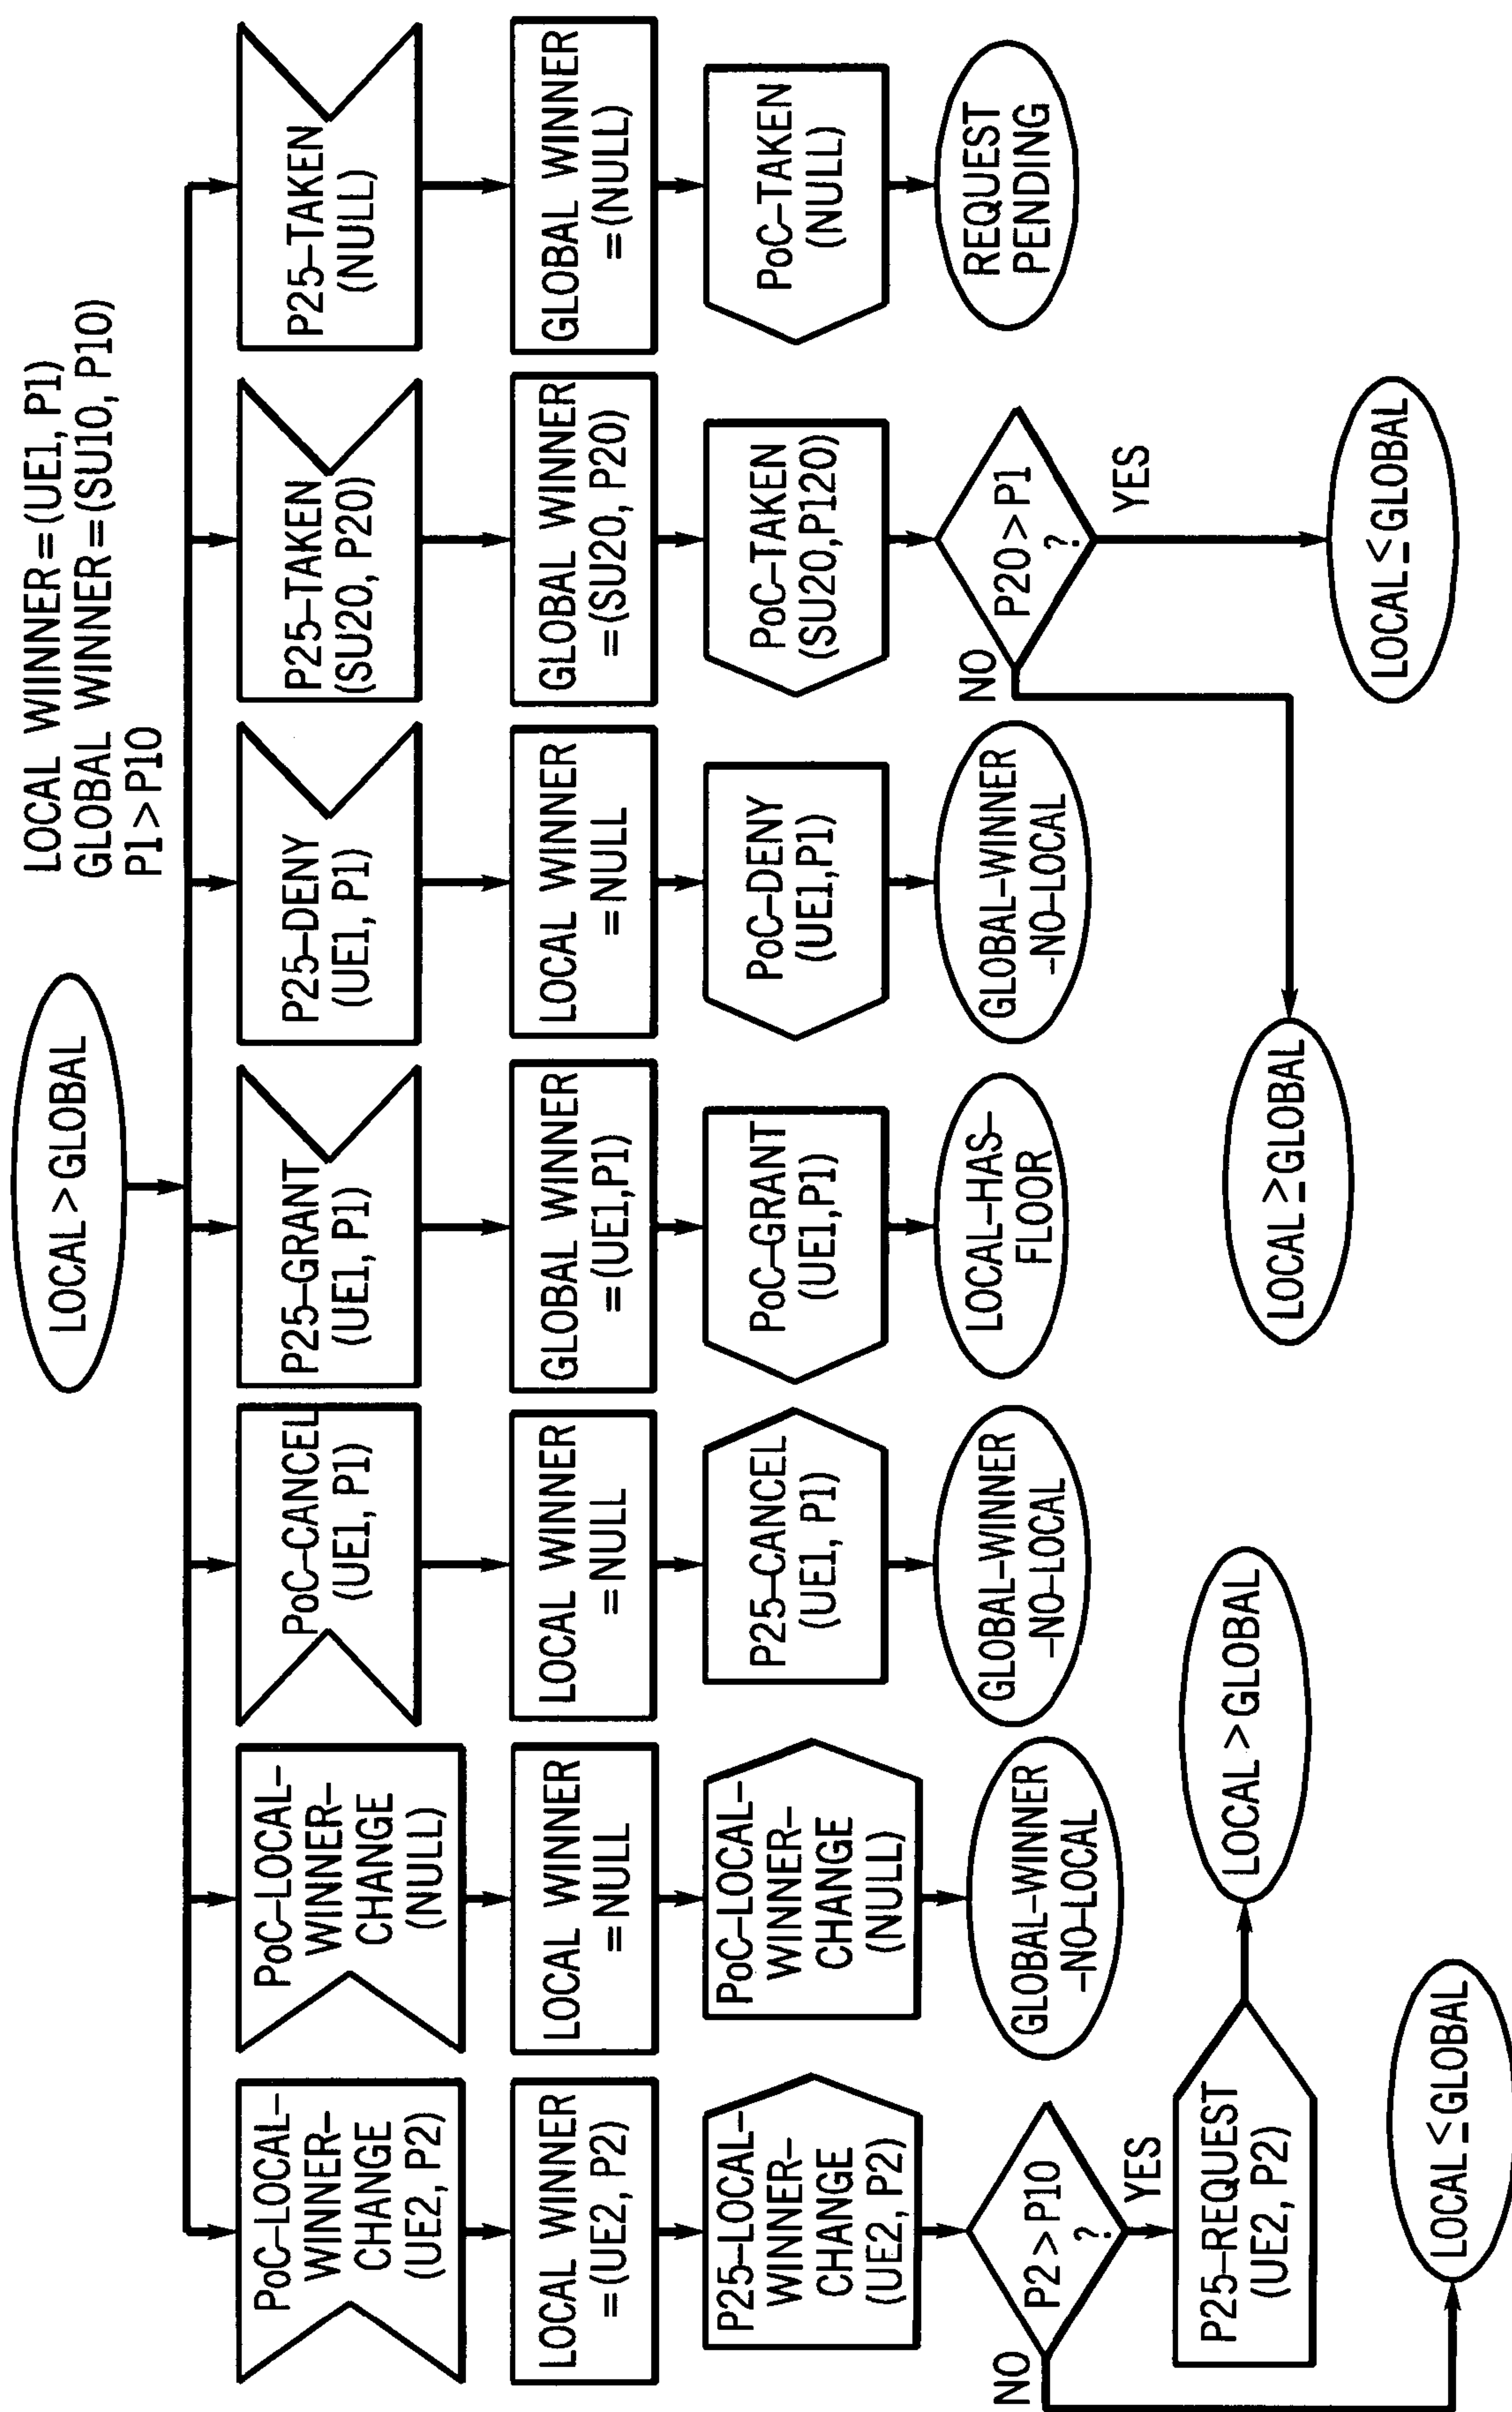 LOCAL > GLOBAL
LOCAL WIINNER=(UE1, P1)
GLOBAL WINNER=(SU10, P10)
P1>P10
PoC-LOCAL-
WINNER-
CHANGE
(UE2, P2)
LOCAL WINNER
=(UE2, P2)
P25-LOCAL-
WINNER-
CHANGE
(UE2, P2)
P2 > P10
?
NO
YES
P25-REQUEST
(UE2, P2)
LOCAL > GLOBAL
LOCAL ≤ GLOBAL
PoC-LOCAL-
WINNER-
CHANGE
(NULL)
LOCAL WINNER
=NULL
PoC-LOCAL-
WINNER-
CHANGE
(NULL)
GLOBAL-WINNER
-NO-LOCAL
PoC-CANCEL
(UE1, P1)
LOCAL WINNER
=NULL
P25-CANCEL
(UE1, P1)
GLOBAL-WINNER
-NO-LOCAL
P25-GRANT
(UE1, P1)
GLOBAL WINNER
=(UE1,P1)
PoC-GRANT
(UE1,P1)
LOCAL-HAS-
FLOOR
P25-DENY
(UE1, P1)
LOCAL WINNER
=NULL
PoC-DENY
(UE1,P1)
GLOBAL-WINNER
-NO-LOCAL
P25-TAKEN
(SU20, P20)
GLOBAL WINNER
=(SU20, P20)
PoC-TAKEN
(SU20,P120)
P20 > P1
?
NO
YES
LOCAL ≥ GLOBAL
LOCAL ≤ GLOBAL
P25-TAKEN
(NULL)
GLOBAL WINNER
=(NULL)
PoC-TAKEN
(NULL)
REQUEST
PENDING